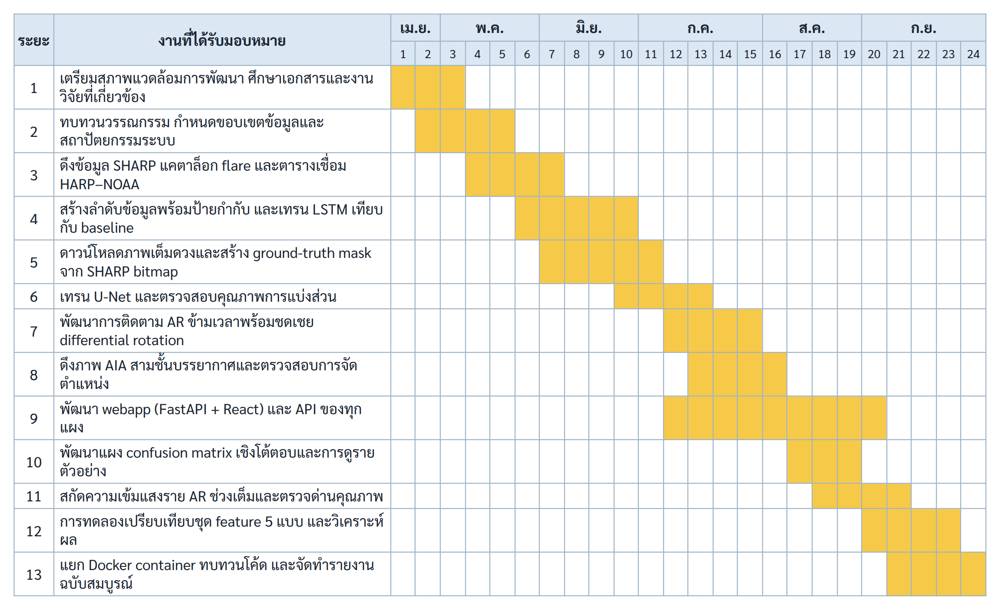 ระยะ งานที่ได้รับมอบหมาย เม.ย. พ.ค. มิ.ย. ก.ค. ส.ค. ก.ย.
1 2 3 4 5 6 7 8 9 10 11 12 13 14 15 16 17 18 19 20 21 22 23 24
1 เตรียมสภาพแวดล้อมการพัฒนา ศึกษาเอกสารและงาน
วิจัยที่เกี่ยวข้อง
2 ทบทวนวรรณกรรม กำหนดขอบเขตข้อมูลและ
สถาปัตยกรรมระบบ
3 ดึงข้อมูล SHARP แคตาล็อก flare และตารางเชื่อม
HARP–NOAA
4 สร้างลำดับข้อมูลพร้อมป้ายกำกับ และเทรน LSTM เทียบ
กับ baseline
5 ดาวน์โหลดภาพเต็มดวงและสร้าง ground-truth mask
จาก SHARP bitmap
6 เทรน U-Net และตรวจสอบคุณภาพการแบ่งส่วน
7 พัฒนาการติดตาม AR ข้ามเวลาพร้อมชดเชย
differential rotation
8 ดึงภาพ AIA สามชั้นบรรยากาศและตรวจสอบการจัด
ตำแหน่ง
9 พัฒนา webapp (FastAPI + React) และ API ของทุก
แผง
10 พัฒนาแผง confusion matrix เชิงโต้ตอบและการดูราย
ตัวอย่าง
11 สกัดความเข้มแสงราย AR ช่วงเต็มและตรวจด่านคุณภาพ
12 การทดลองเปรียบเทียบชุด feature 5 แบบ และวิเคราะห์
ผล
13 แยก Docker container ทบทวนโค้ด และจัดทำรายงาน
ฉบับสมบูรณ์